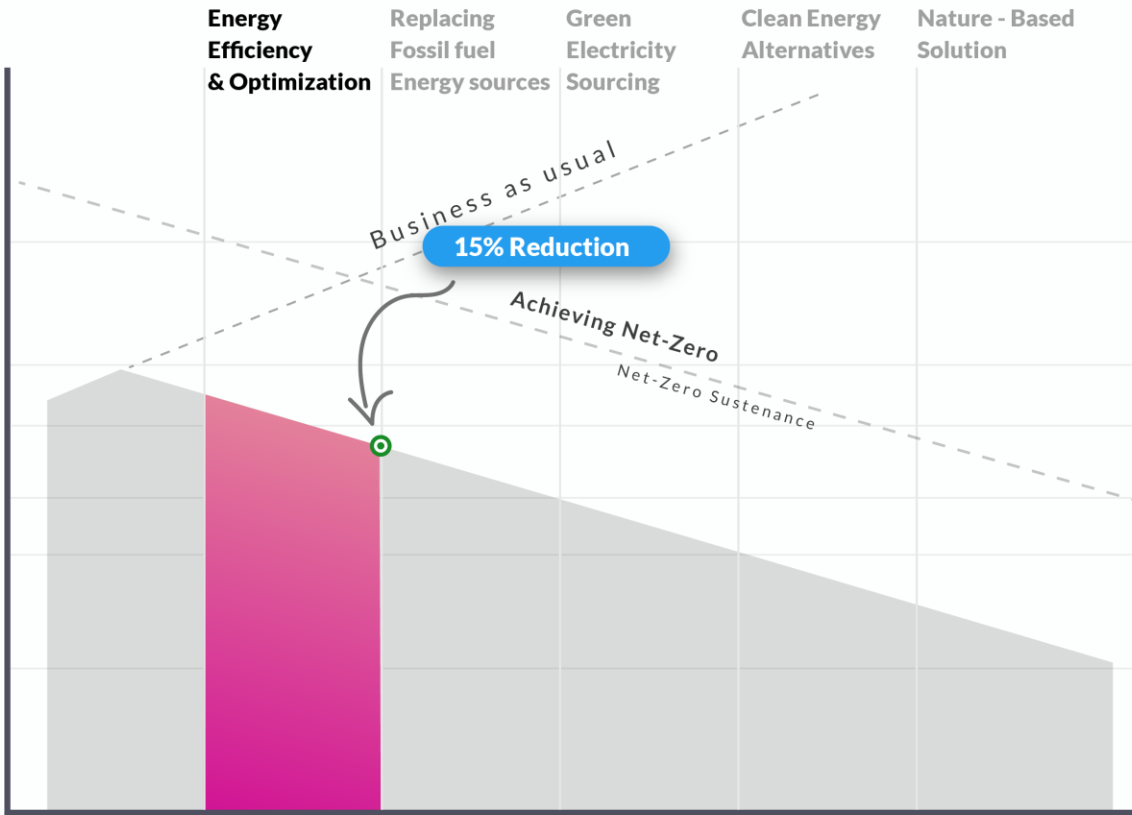 Energy
Efficiency
& Optimization
Replacing
Fossil fuel
Energy sources
Green
Electricity
Sourcing
Clean Energy
Alternatives
Nature - Based
Solution
Business as usual
15% Reduction
Achieving Net-Zero
Net-Zero Sustenance